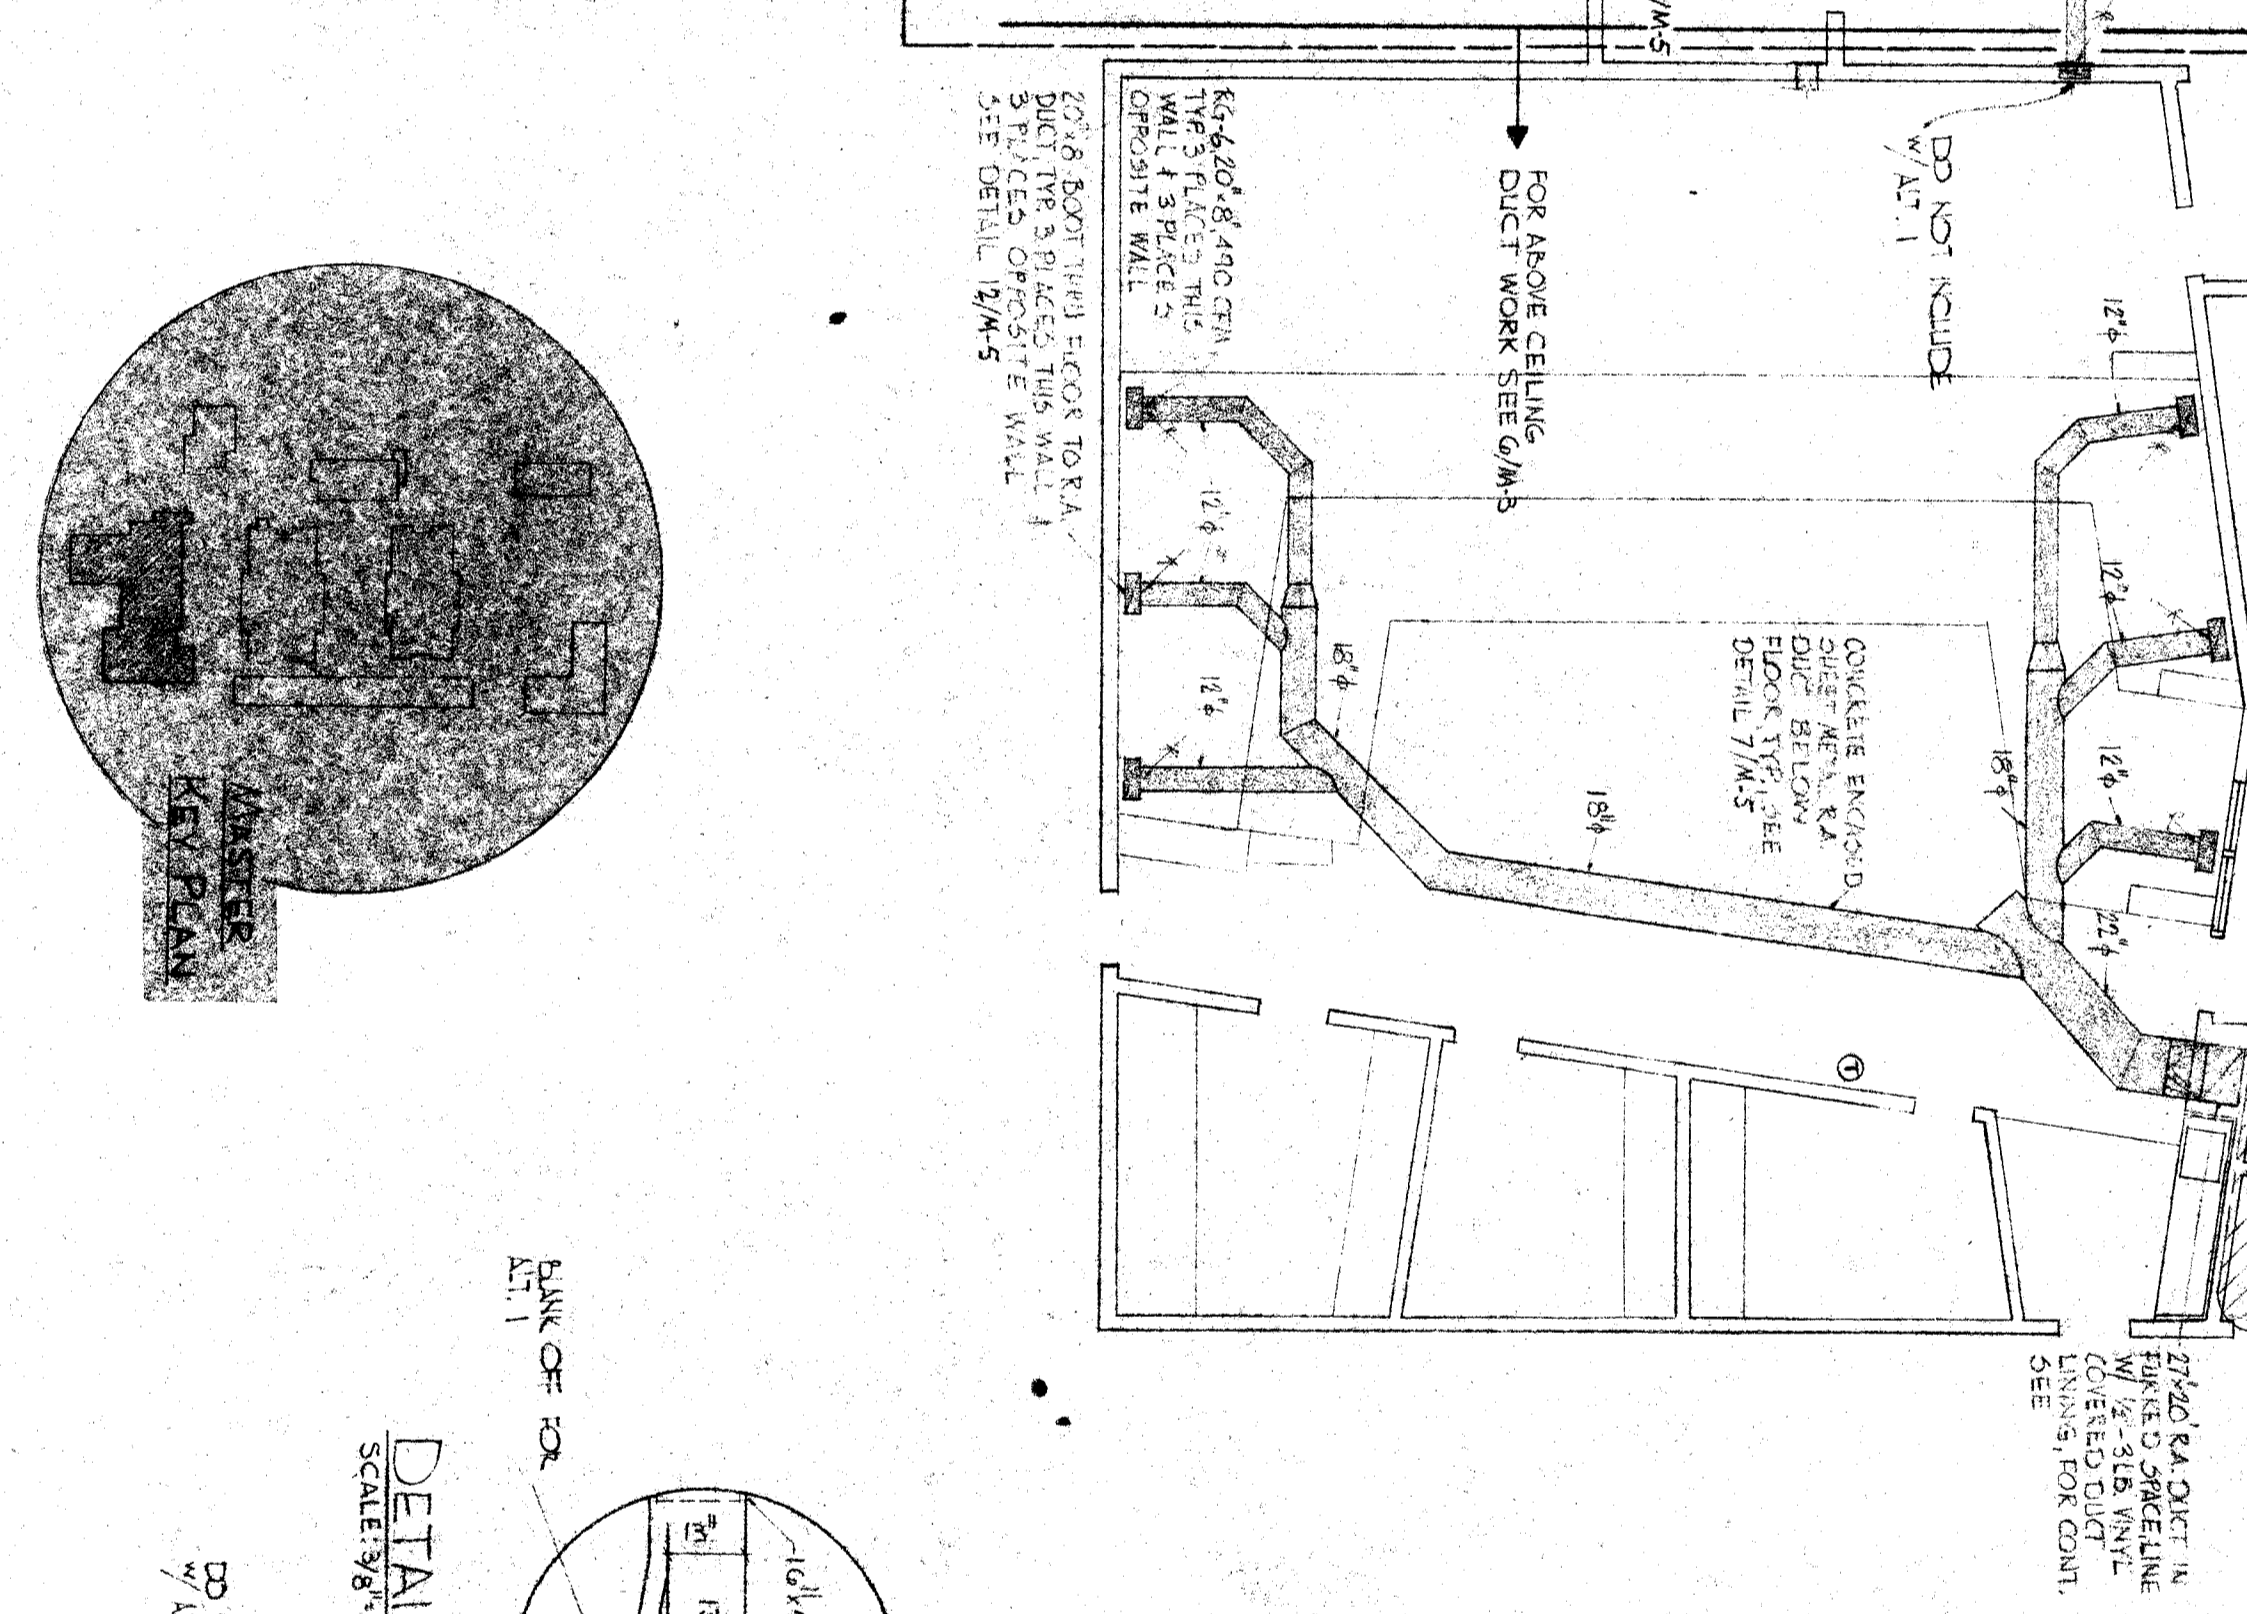 /M-5
DO NOT INCLUDE
W/ ALT. 1
FOR ABOVE CEILING
DUCT WORK SEE 6/M-3
RG-6, 20"x8", 490 CFM,
TYP. 3 PLACES THIS
WALL & 3 PLACES
OPPOSITE WALL
20"x8 BOOT THRU FLOOR TO R.A.
DUCT, TYP. 3 PLACES THIS WALL &
3 PLACES OPPOSITE WALL
SEE DETAIL 12/M-5
12"φ
12"φ
12"φ
18"φ
22"φ
CONCRETE ENCASED
SHEET METAL RA
DUCT BELOW
FLOOR, TYP., SEE
DETAIL 7/M-5
12"φ
12"φ
18"φ
18"φ
T
27"x20" RA. DUCT IN
FURRED SPACE, LINE
W/ 1/2"-3LB. VINYL
COVERED DUCT
LINING, FOR CONT.
SEE
MASTER
KEY PLAN
BLANK OFF FOR
ALT. 1
DETAI
SCALE: 3/8"=
16"x
DO
W/ A